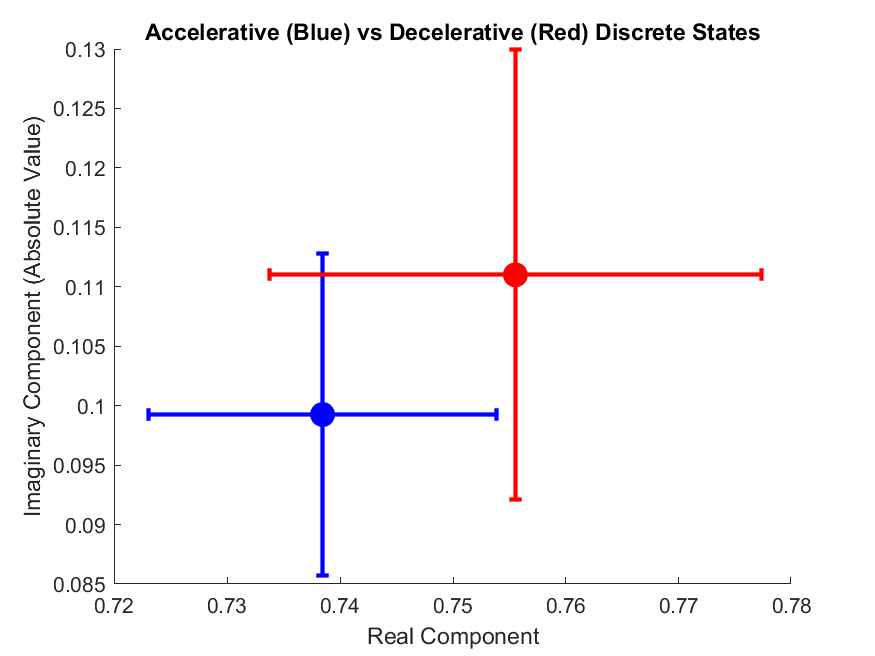 Accelerative (Blue) vs Decelerative (Red) Discrete States
Imaginary Component (Absolute Value)
0.13
0.125
0.12
0.115
0.11
0.105
0.1
0.095
0.09
0.085
0.72 0.73 0.74 0.75 0.76 0.77 0.78
Real Component